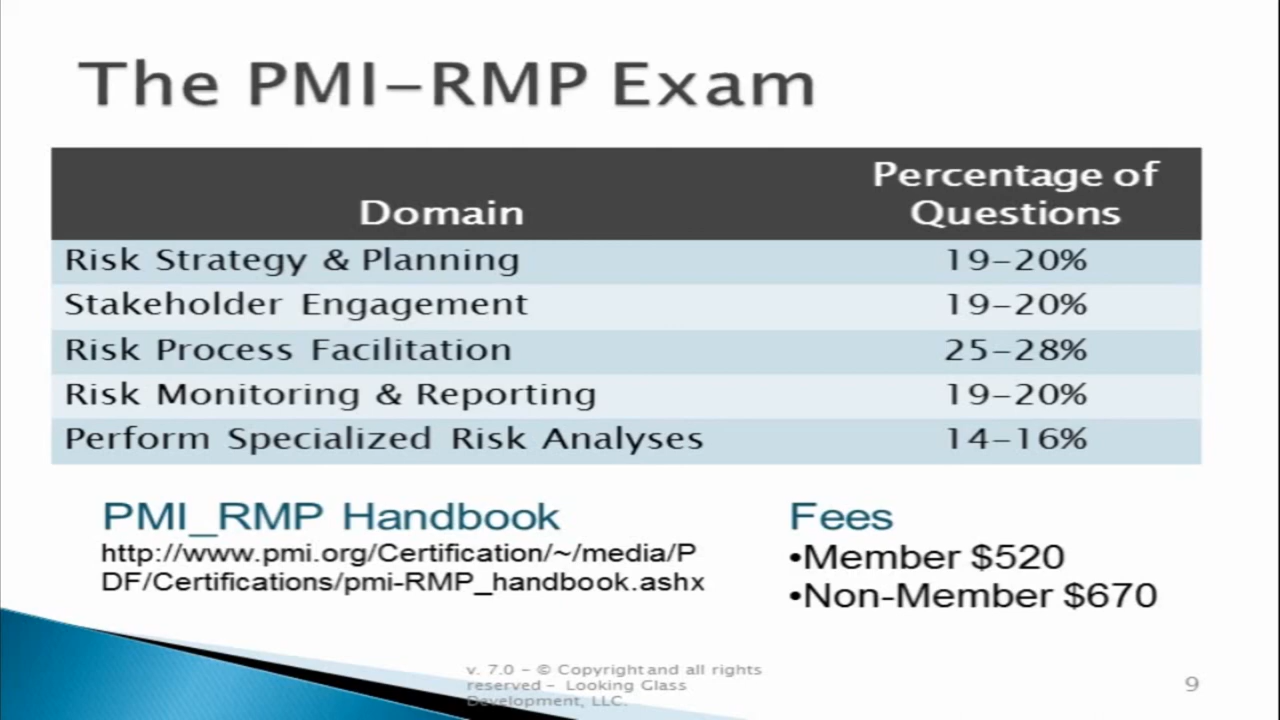 The PMI-RMP Exam
Domain
Percentage of
Questions
Risk Strategy & Planning 19-20%
Stakeholder Engagement 19-20%
Risk Process Facilitation 25-28%
Risk Monitoring & Reporting 19-20%
Perform Specialized Risk Analyses 14-16%
PMI_RMP Handbook
http://www.pmi.org/Certification/~/media/P
DF/Certifications/pmi-RMP_handbook.ashx
Fees
•Member $520
•Non-Member $670
v. 7.0 - © Copyright and all rights
reserved - Looking Glass
Development, LLC.
9